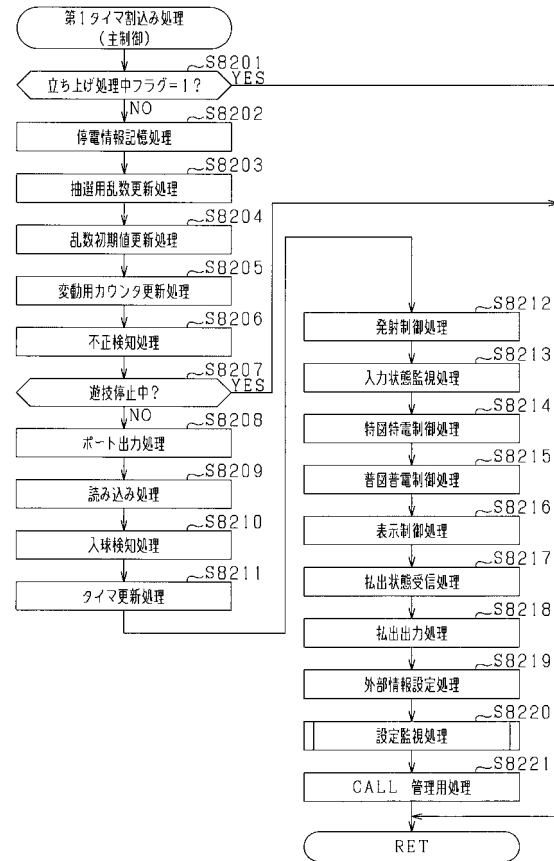 第1タイマ割込み処理
(主制御)
S8201
立ち上げ処理中フラグ=1?
YES
NO
S8202
停電情報記憶処理
S8203
抽選用乱数更新処理
S8204
乱数初期値更新処理
S8205
変動用カウンタ更新処理
S8206
不正検知処理
S8207
遊技停止中?
YES
NO
S8208
ポート出力処理
S8209
読み込み処理
S8210
入球検知処理
S8211
タイマ更新処理
S8212
発射制御処理
S8213
入力状態監視処理
S8214
特図特電制御処理
S8215
普図普電制御処理
S8216
表示制御処理
S8217
払出状態受信処理
S8218
払出出力処理
S8219
外部情報設定処理
S8220
設定監視処理
S8221
CALL 管理用処理
RET